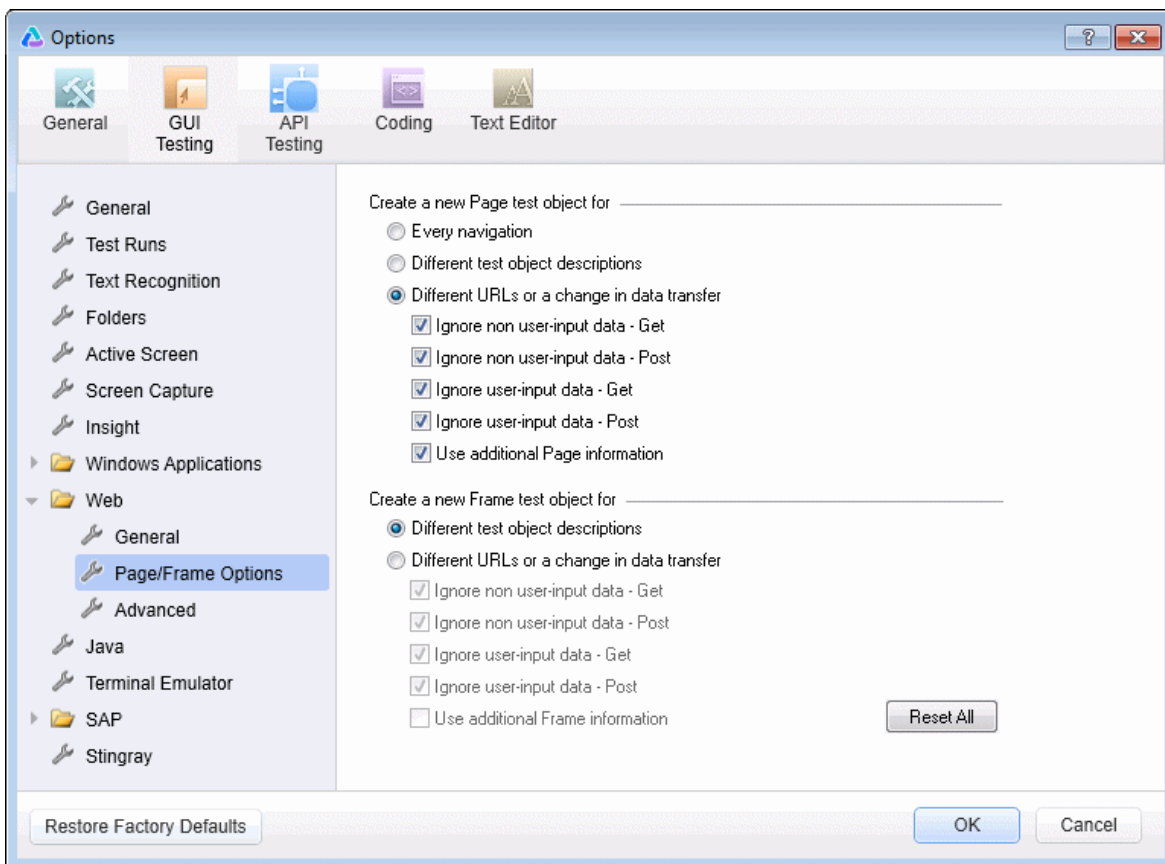 Options
General
GUI
Testing
API
Testing
Coding
Text Editor
General
Test Runs
Text Recognition
Folders
Active Screen
Screen Capture
Insight
Windows Applications
Web
General
Page/Frame Options
Advanced
Java
Terminal Emulator
SAP
Stingray
Create a new Page test object for
Every navigation
Different test object descriptions
Different URLs or a change in data transfer
Ignore non user-input data - Get
Ignore non user-input data - Post
Ignore user-input data - Get
Ignore user-input data - Post
Use additional Page information
Create a new Frame test object for
Different test object descriptions
Different URLs or a change in data transfer
Ignore non user-input data - Get
Ignore non user-input data - Post
Ignore user-input data - Get
Ignore user-input data - Post
Use additional Frame information
Reset All
Restore Factory Defaults
OK
Cancel